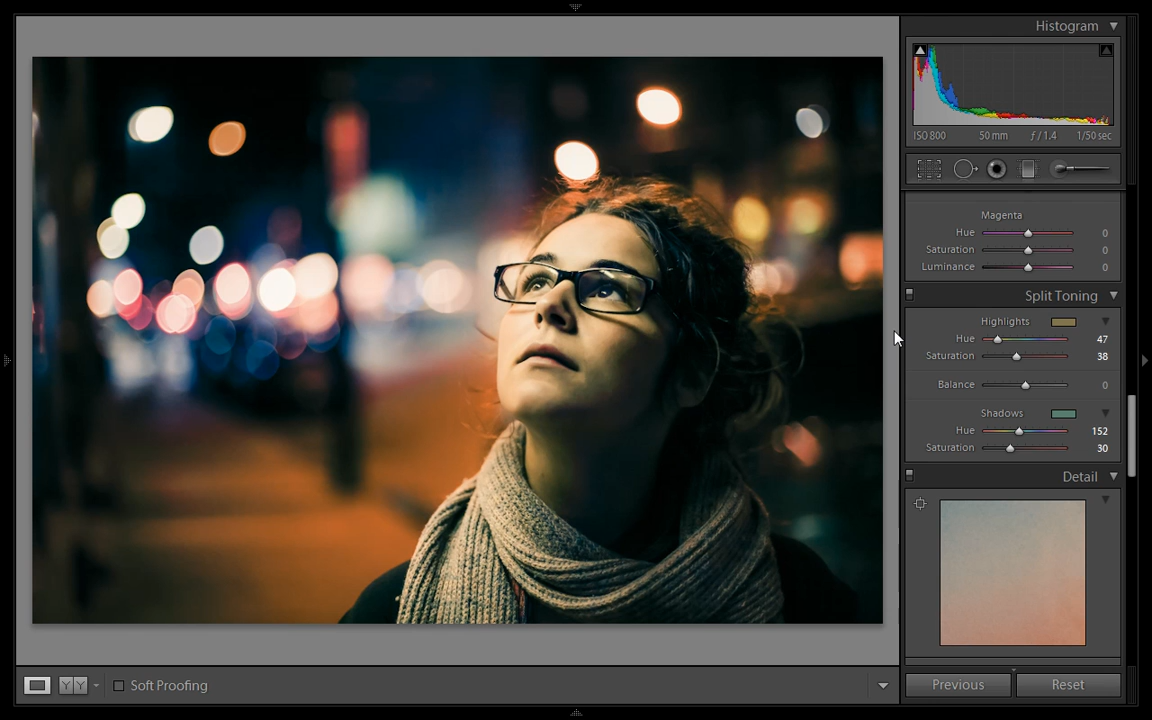 Histogram
ISO 800 50 mm ƒ / 1.4 1/50 sec
Magenta
Hue 0
Saturation 0
Luminance 0
Split Toning
Highlights
Hue 47
Saturation 38
Balance 0
Shadows
Hue 152
Saturation 30
Detail
YY
Soft Proofing
Previous Reset